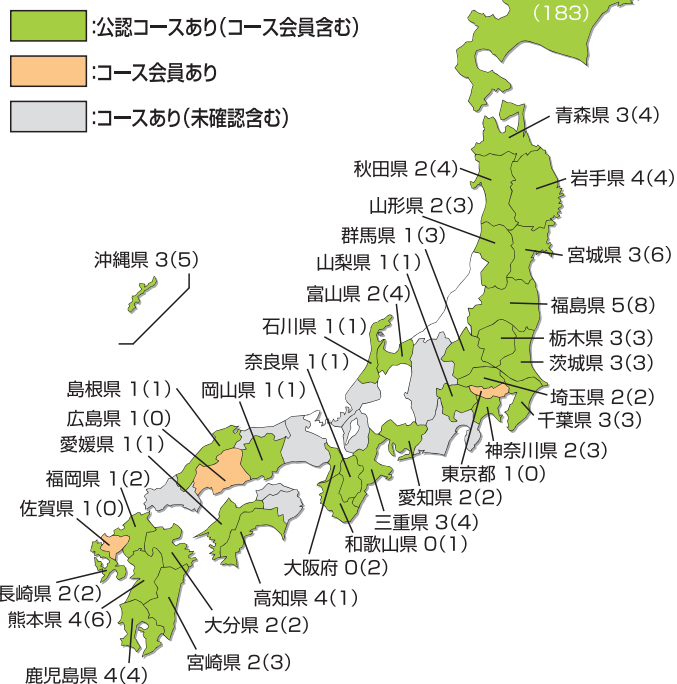 （183）
：公認コースあり（コース会員含む）
：コース会員あり
：コースあり（未確認含む）
青森県 3（4）
秋田県 2（4）
岩手県 4（4）
山形県 2（3）
群馬県 1（3）
宮城県 3（6）
沖縄県 3（5）
山梨県 1（1）
富山県 2（4）
福島県 5（8）
石川県 1（1）
栃木県 3（3）
奈良県 1（1）
茨城県 3（3）
島根県 1（1）
岡山県 1（1）
埼玉県 2（2）
広島県 1（0）
千葉県 3（3）
愛媛県 1（1）
神奈川県 2（3）
東京都 1（0）
福岡県 1（2）
愛知県 2（2）
佐賀県 1（0）
三重県 3（4）
和歌山県 0（1）
大阪府 0（2）
長崎県 2（2）
高知県 4（1）
熊本県 4（6）
大分県 2（2）
宮崎県 2（3）
鹿児島県 4（4）